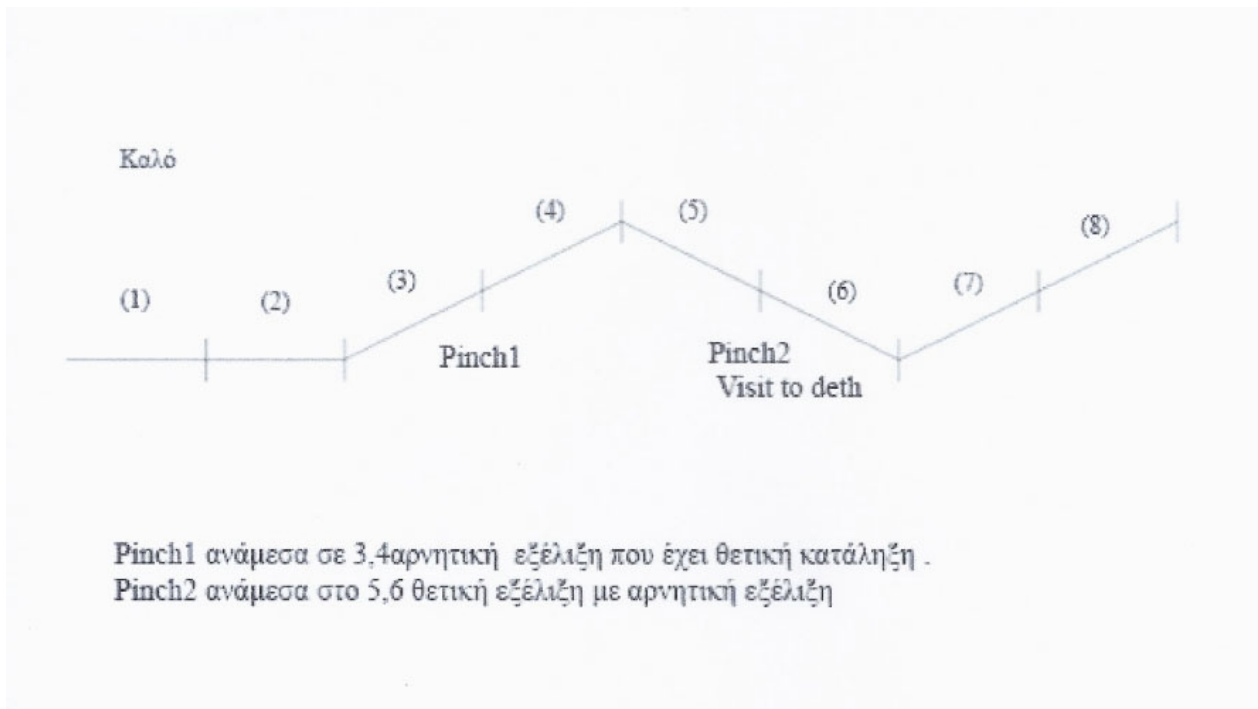 Καλό
(4)
(5)
(8)
(3)
(6)
(7)
(1)
(2)
Pinch1
Pinch2
Visit to deth
Pinch1 ανάμεσα σε 3,4αρνητική εξέλιξη που έχει θετική κατάληξη .
Pinch2 ανάμεσα στο 5,6 θετική εξέλιξη με αρνητική εξέλιξη